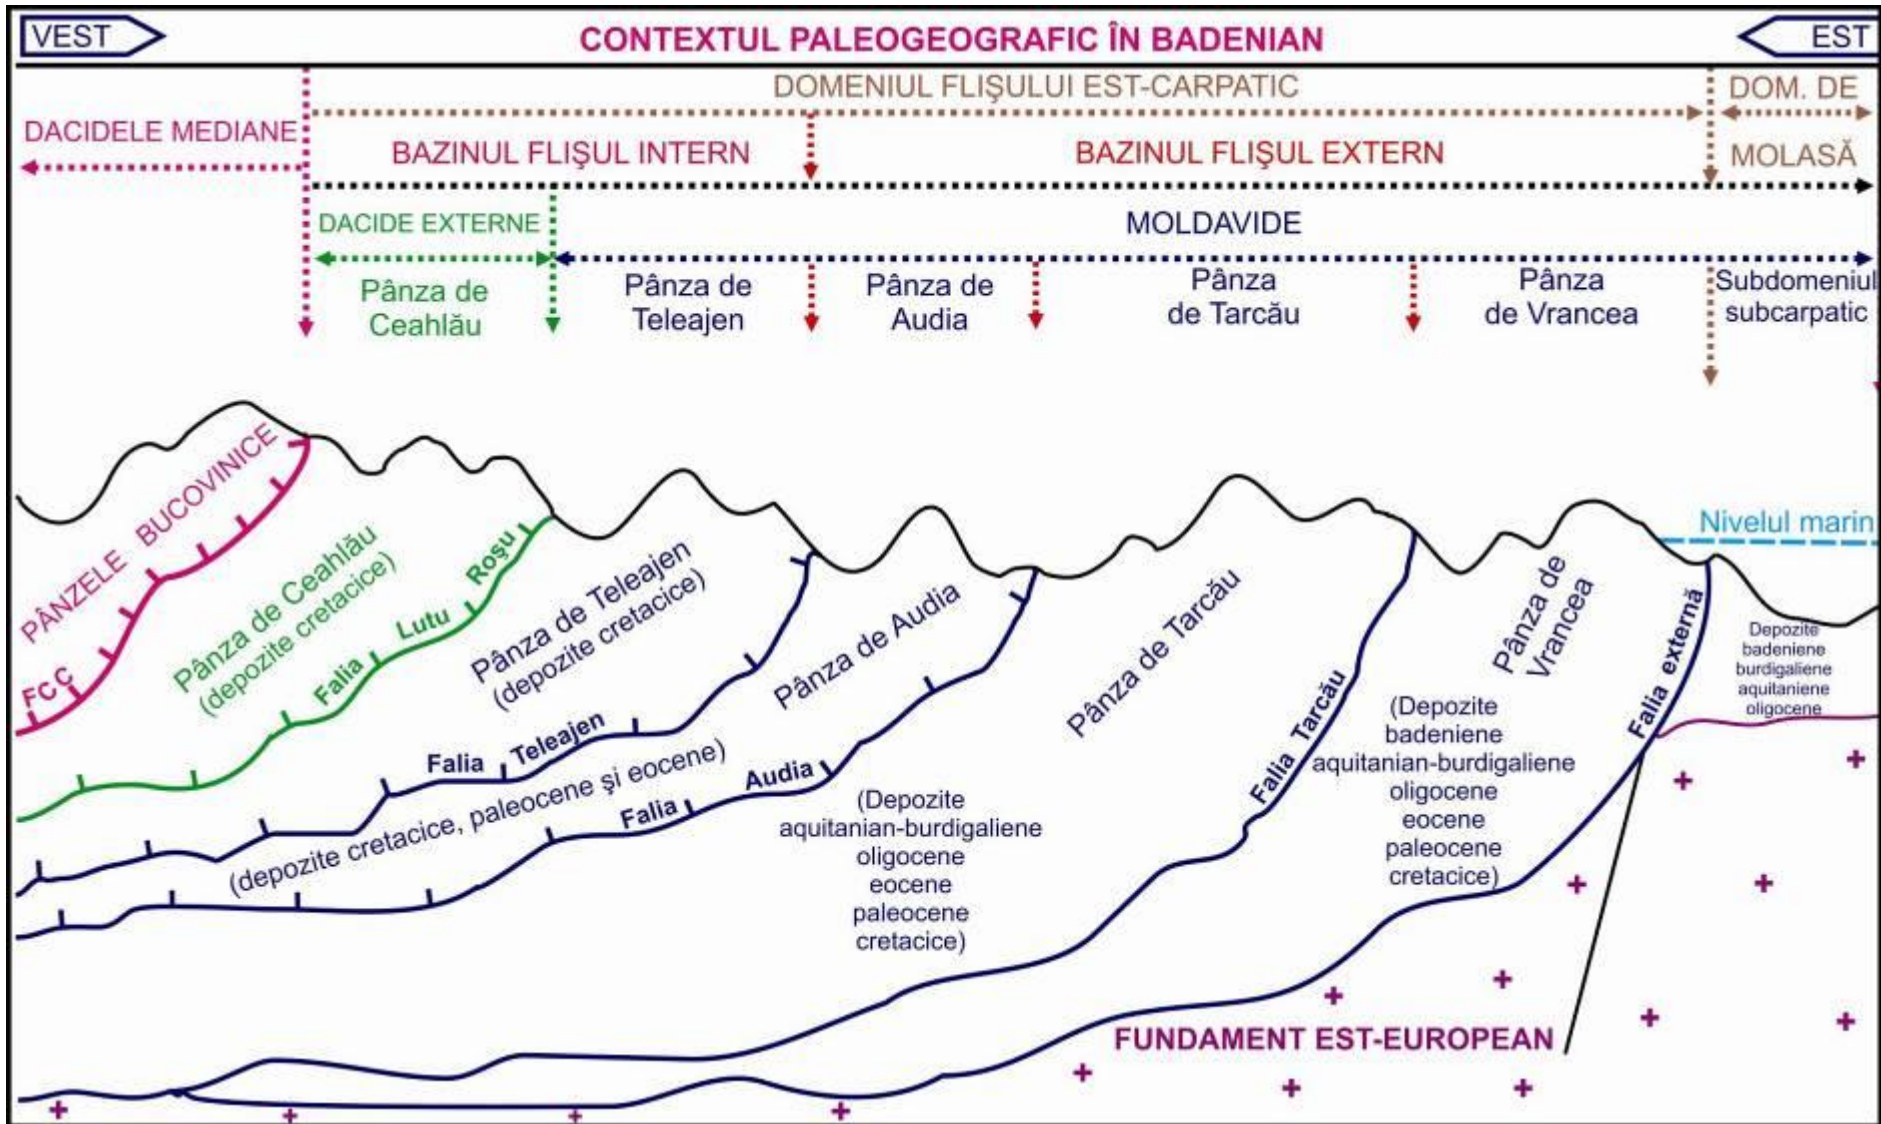 VEST
CONTEXTUL PALEOGEOGRAFIC ÎN BADENIAN
EST
DOMENIUL FLIŞULUI EST-CARPATIC
DOM. DE
MOLASĂ
DACIDELE MEDIANE
BAZINUL FLIŞUL INTERN
BAZINUL FLIŞUL EXTERN
DACIDE EXTERNE
MOLDAVIDE
Pânza de
Ceahlău
Pânza de
Teleajen
Pânza de
Audia
Pânza
de Tarcău
Pânza
de Vrancea
Subdomeniul
subcarpatic
Nivelul marin
PÂNZELE BUCOVINICE
FCC
Pânza de Ceahlău
(depozite cretacice)
Falia Lutu Roşu
Pânza de Teleajen
(depozite cretacice)
Falia Teleajen
Pânza de Audia
(depozite cretacice, paleocene şi eocene)
Falia Audia
Pânza de Tarcău
(Depozite
aquitanian-burdigaliene
oligocene
eocene
paleocene
cretacice)
Falia Tarcău
Pânza de
Vrancea
(Depozite
badeniene
aquitanian-burdigaliene
oligocene
eocene
paleocene
cretacice)
Falia externă
Depozite
badeniene
burdigaliene
aquitaniene
oligocene
FUNDAMENT EST-EUROPEAN